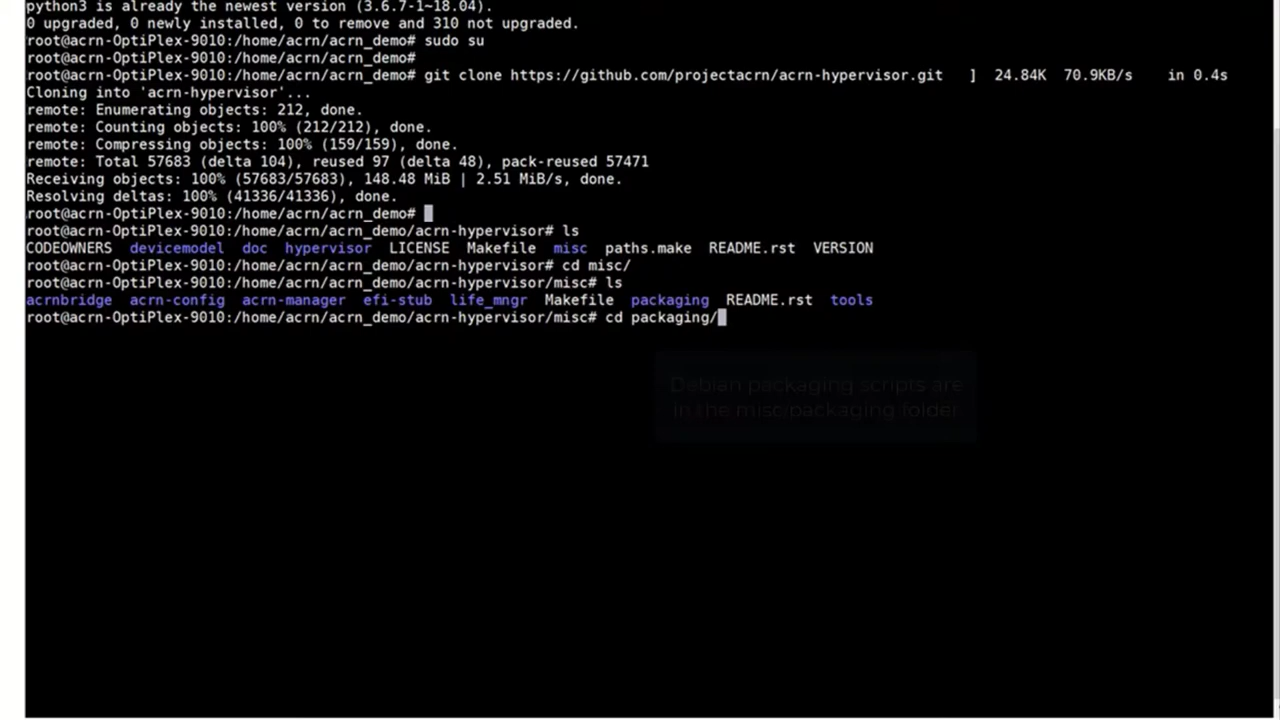 python3 is already the newest version (3.6.7-1~18.04).
0 upgraded, 0 newly installed, 0 to remove and 310 not upgraded.
root@acrn-OptiPlex-9010:/home/acrn/acrn_demo# sudo su
root@acrn-OptiPlex-9010:/home/acrn/acrn_demo#
root@acrn-OptiPlex-9010:/home/acrn/acrn_demo# git clone https://github.com/projectacrn/acrn-hypervisor.git ] 24.84K 70.9KB/s in 0.4s
Cloning into 'acrn-hypervisor'...
remote: Enumerating objects: 212, done.
remote: Counting objects: 100% (212/212), done.
remote: Compressing objects: 100% (159/159), done.
remote: Total 57683 (delta 104), reused 97 (delta 48), pack-reused 57471
Receiving objects: 100% (57683/57683), 148.48 MiB | 2.51 MiB/s, done.
Resolving deltas: 100% (41336/41336), done.
root@acrn-OptiPlex-9010:/home/acrn/acrn_demo#
root@acrn-OptiPlex-9010:/home/acrn/acrn_demo/acrn-hypervisor# ls
CODEOWNERS devicemodel doc hypervisor LICENSE Makefile misc paths.make README.rst VERSION
root@acrn-OptiPlex-9010:/home/acrn/acrn_demo/acrn-hypervisor# cd misc/
root@acrn-OptiPlex-9010:/home/acrn/acrn_demo/acrn-hypervisor/misc# ls
acrnbridge acrn-config acrn-manager efi-stub life_mngr Makefile packaging README.rst tools
root@acrn-OptiPlex-9010:/home/acrn/acrn_demo/acrn-hypervisor/misc# cd packaging/
Debian packaging scripts are
in the misc/packaging folder